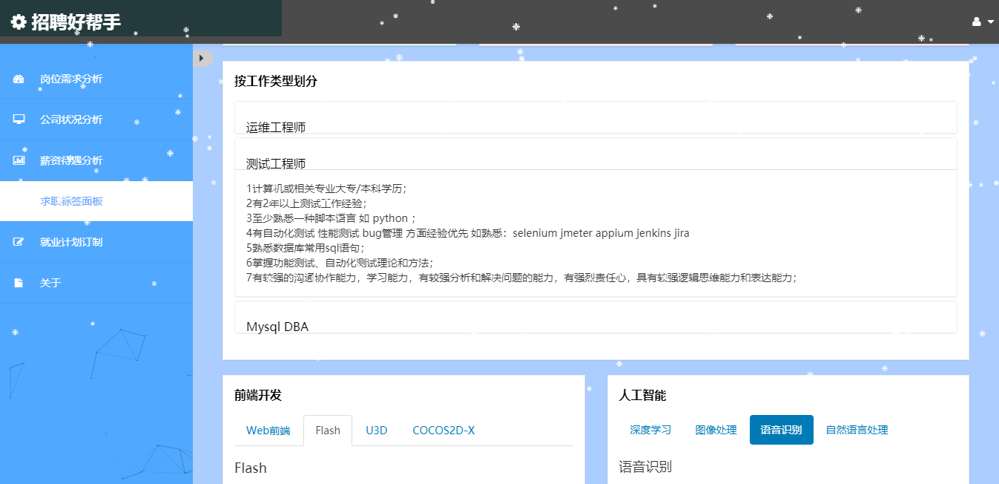 招聘好帮手
岗位需求分析
公司状况分析
薪资待遇分析
求职标签面板
就业计划订制
关于
按工作类型划分
运维工程师
测试工程师
1计算机或相关专业大专/本科学历；
2有2年以上测试工作经验；
3至少熟悉一种脚本语言 如 python ；
4有自动化测试 性能测试 bug管理 方面经验优先 如熟悉：selenium jmeter appium jenkins jira
5熟悉数据库常用sql语句；
6掌握功能测试、自动化测试理论和方法；
7有较强的沟通协作能力，学习能力，有较强分析和解决问题的能力，有强烈责任心，具有较强逻辑思维能力和表达能力；
Mysql DBA
前端开发
Web前端 Flash U3D COCOS2D-X
Flash
人工智能
深度学习 图像处理 语音识别 自然语言处理
语音识别